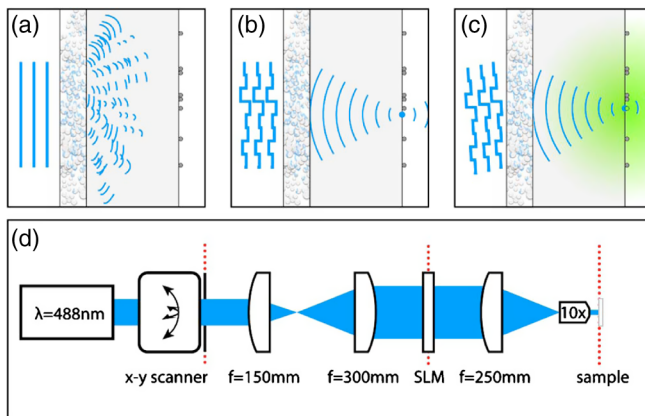 (a)
(b)
(c)
(d)
λ=488nm
10x
x-y scanner f=150mm f=300mm SLM f=250mm sample